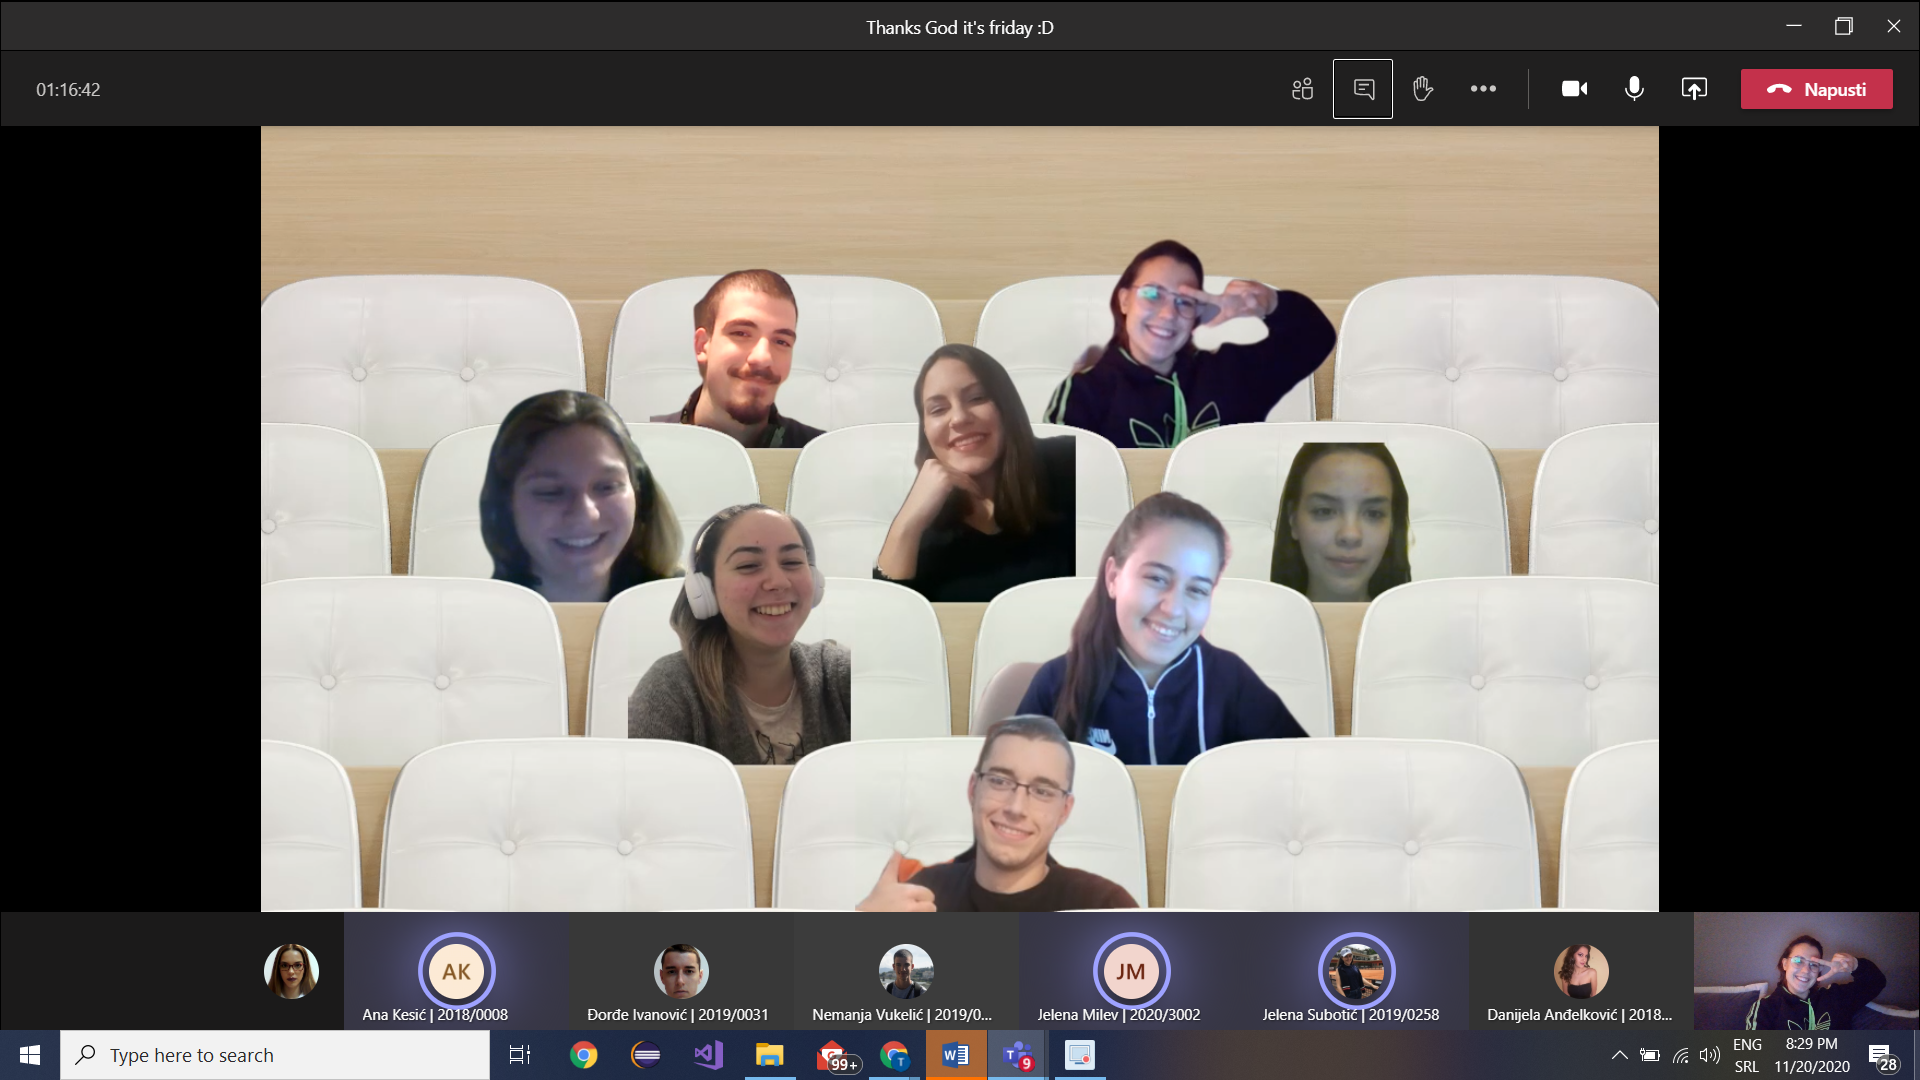 Thanks God it's friday :D
01:16:42
Napusti
NIKE
AK
JM
Ana Kesić | 2018/0008
Đorđe Ivanović | 2019/0031
Nemanja Vukelić | 2019/0...
Jelena Milev | 2020/3002
Jelena Subotić | 2019/0258
Danijela Anđelković | 2018...
Type here to search
99+
T
W
T
9
ENG
SRL
8:29 PM
11/20/2020
28